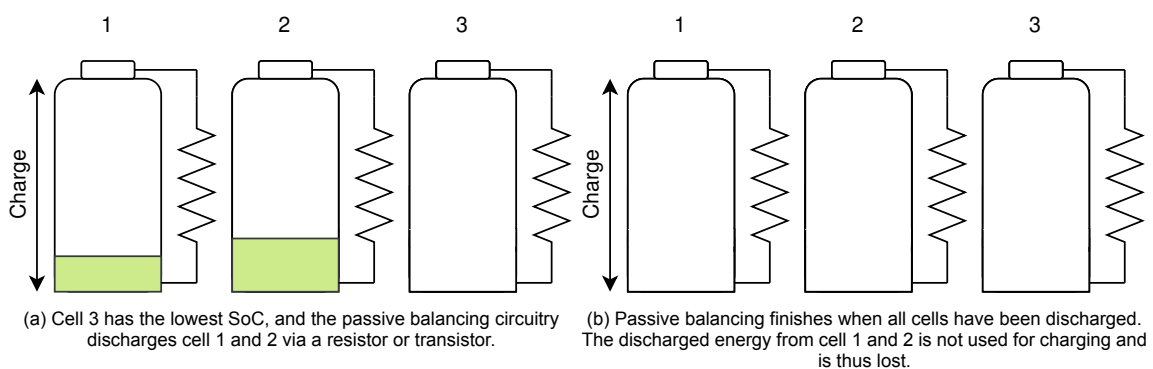 1 2 3 1 2 3
Charge
Charge
(a) Cell 3 has the lowest SoC, and the passive balancing circuitry
discharges cell 1 and 2 via a resistor or transistor.
(b) Passive balancing finishes when all cells have been discharged.
The discharged energy from cell 1 and 2 is not used for charging and
is thus lost.